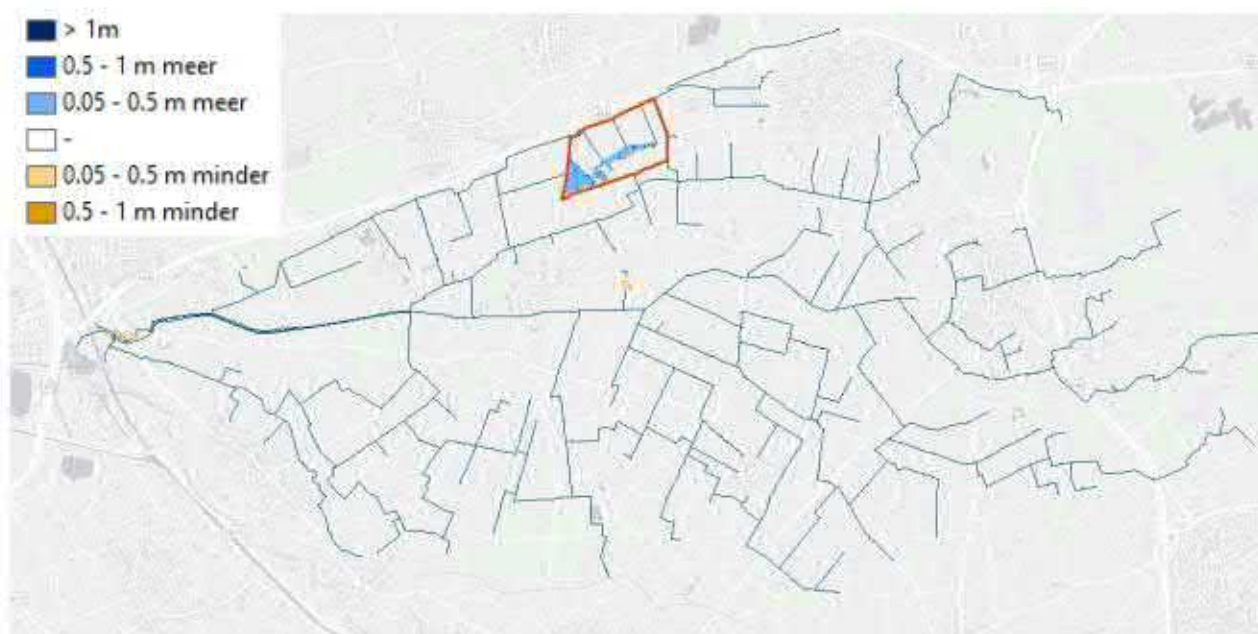 > 1m
0.5 - 1 m meer
0.05 - 0.5 m meer
-
0.05 - 0.5 m minder
0.5 - 1 m minder